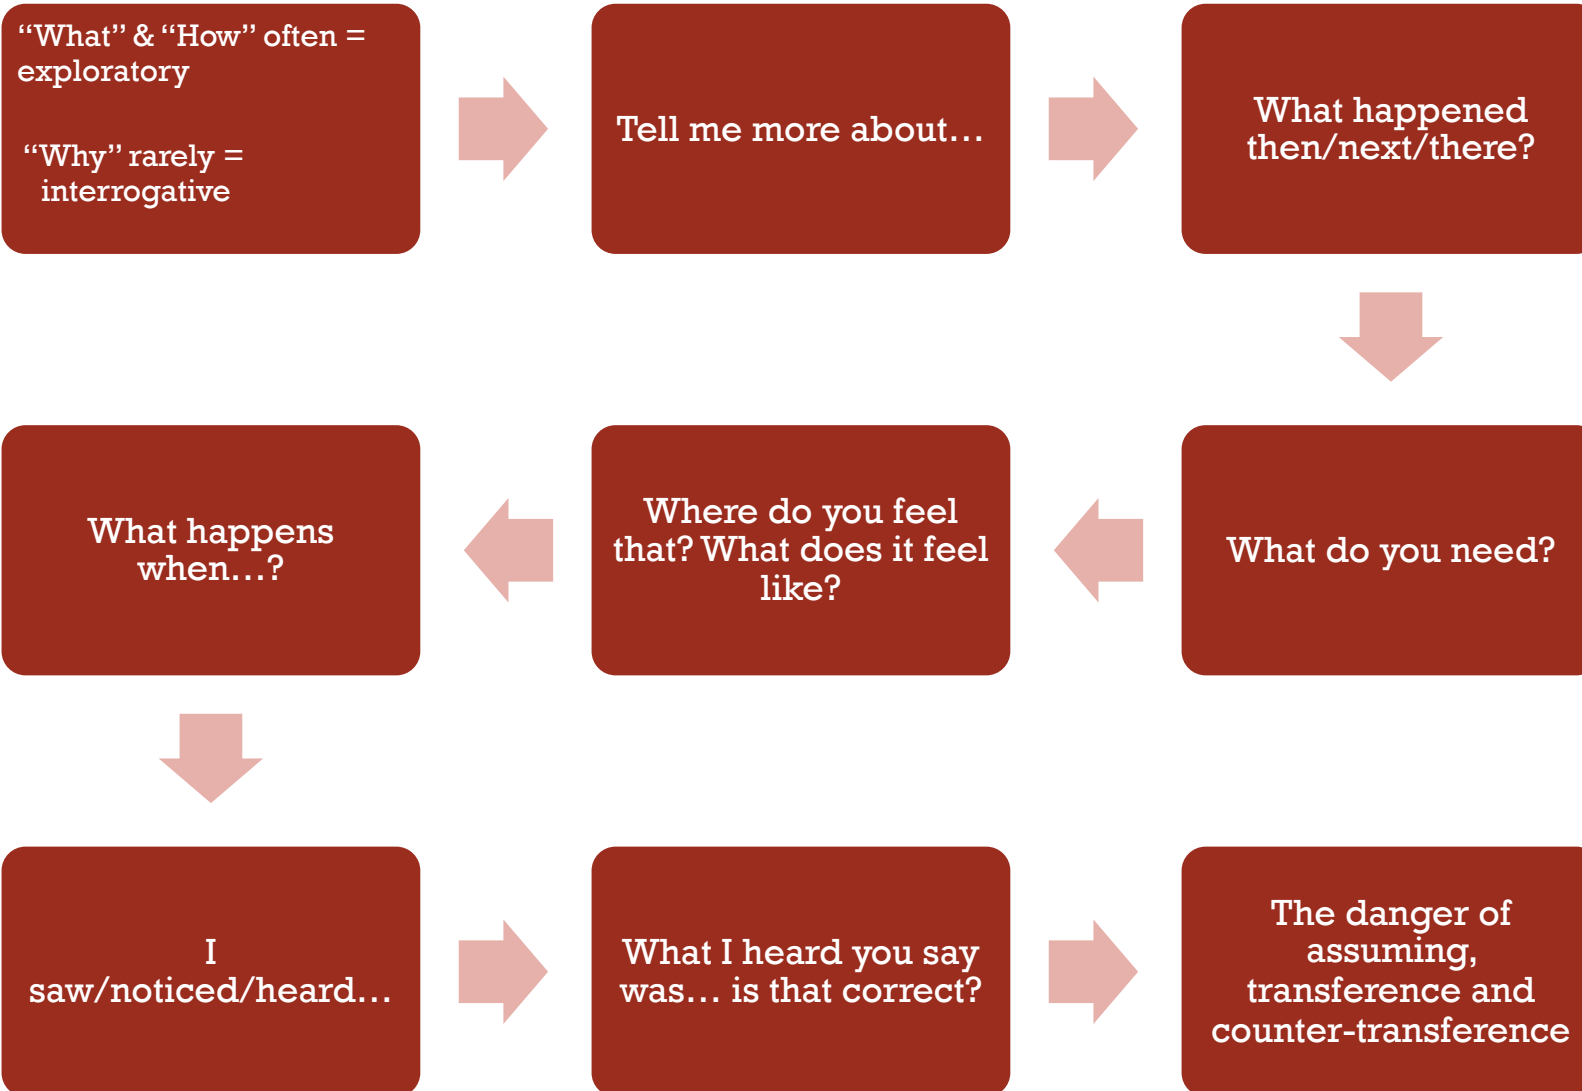 “What” & “How” often =
exploratory
“Why” rarely =
interrogative
Tell me more about…
What happened
then/next/there?
What do you need?
Where do you feel
that? What does it feel
like?
What happens
when…?
I
saw/noticed/heard…
What I heard you say
was… is that correct?
The danger of
assuming,
transference and
counter-transference